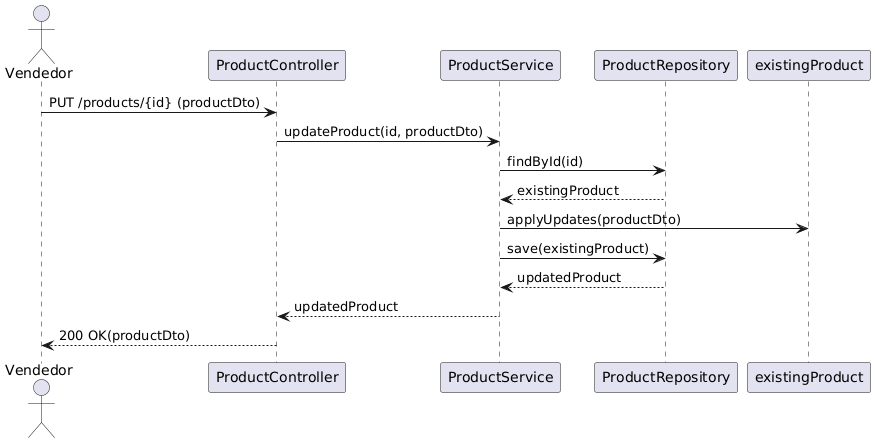 Vendedor
ProductController
ProductService
ProductRepository
existingProduct
PUT /products/{id} (productDto)
updateProduct(id, productDto)
findById(id)
existingProduct
applyUpdates(productDto)
save(existingProduct)
updatedProduct
updatedProduct
200 OK(productDto)
Vendedor
ProductController
ProductService
ProductRepository
existingProduct